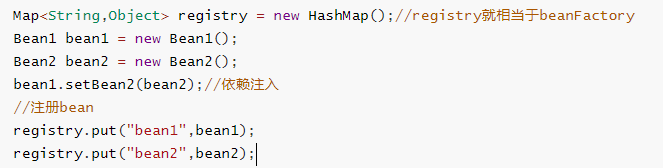 Map<String,Object> registry = new HashMap();//registry就相当于beanFactory
Bean1 bean1 = new Bean1();
Bean2 bean2 = new Bean2();
bean1.setBean2(bean2);//依赖注入
//注册bean
registry.put("bean1",bean1);
registry.put("bean2",bean2);